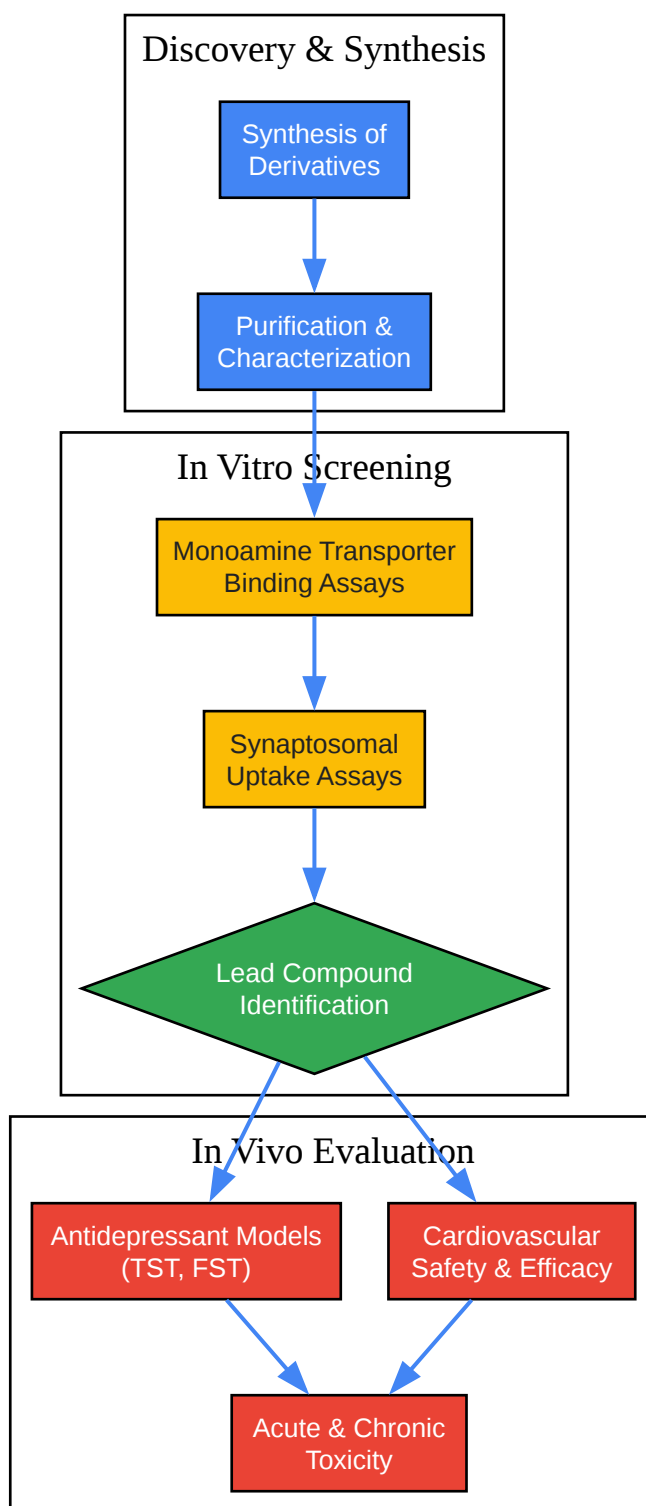 Discovery & Synthesis
Synthesis of
Derivatives
Purification &
Characterization
In Vitro Screening
Monoamine Transporter
Binding Assays
Synaptosomal
Uptake Assays
Lead Compound
Identification
In Vivo Evaluation
Antidepressant Models
(TST, FST)
Cardiovascular
Safety & Efficacy
Acute & Chronic
Toxicity